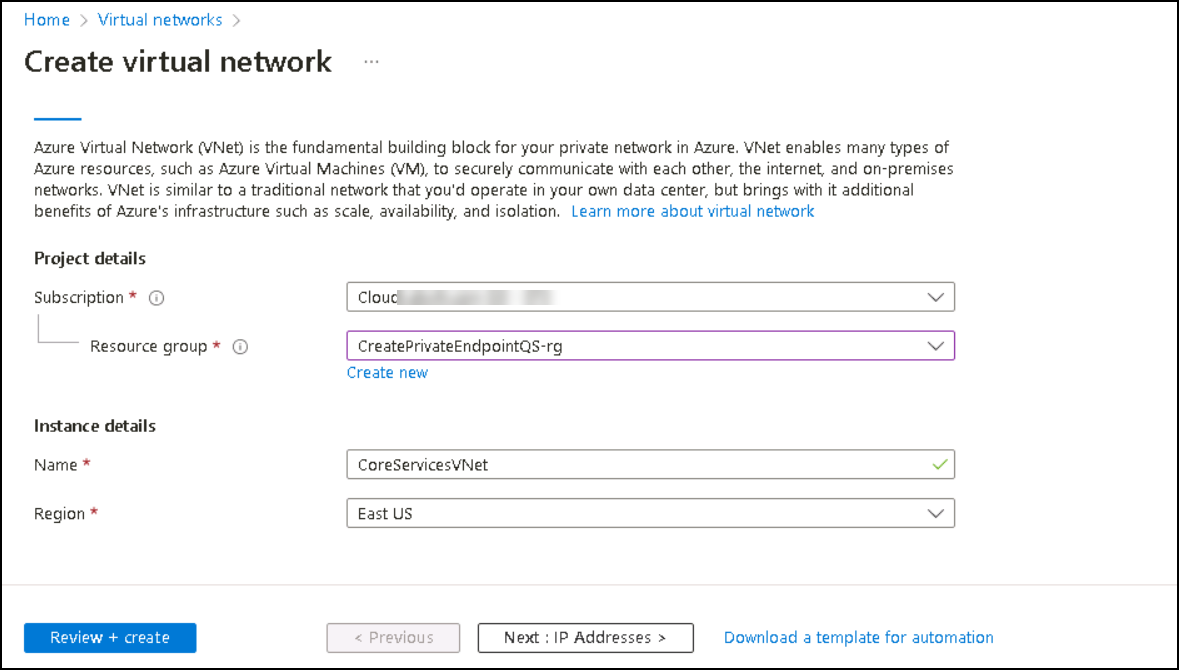 Home > Virtual networks >
Create virtual network ...
Azure Virtual Network (VNet) is the fundamental building block for your private network in Azure. VNet enables many types of
Azure resources, such as Azure Virtual Machines (VM), to securely communicate with each other, the internet, and on-premises
networks. VNet is similar to a traditional network that you'd operate in your own data center, but brings with it additional
benefits of Azure's infrastructure such as scale, availability, and isolation. Learn more about virtual network
Project details
Subscription * Cloud
Resource group * CreatePrivateEndpointQS-rg
Create new
Instance details
Name * CoreServicesVNet
Region * East US
Review + create < Previous Next : IP Addresses > Download a template for automation